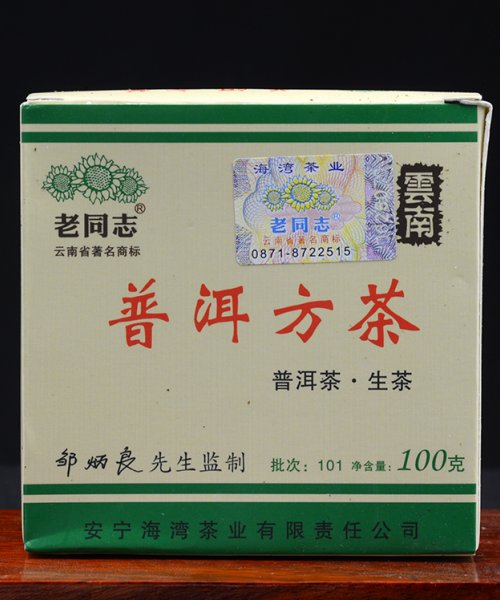 老同志®
云南省著名商标
海湾茶业
老同志®
云南省著名商标
0871-8722515
雲南
普洱方茶
普洱茶·生茶
邹炳良先生监制
批次：101 净含量：100克
安宁海湾茶业有限责任公司